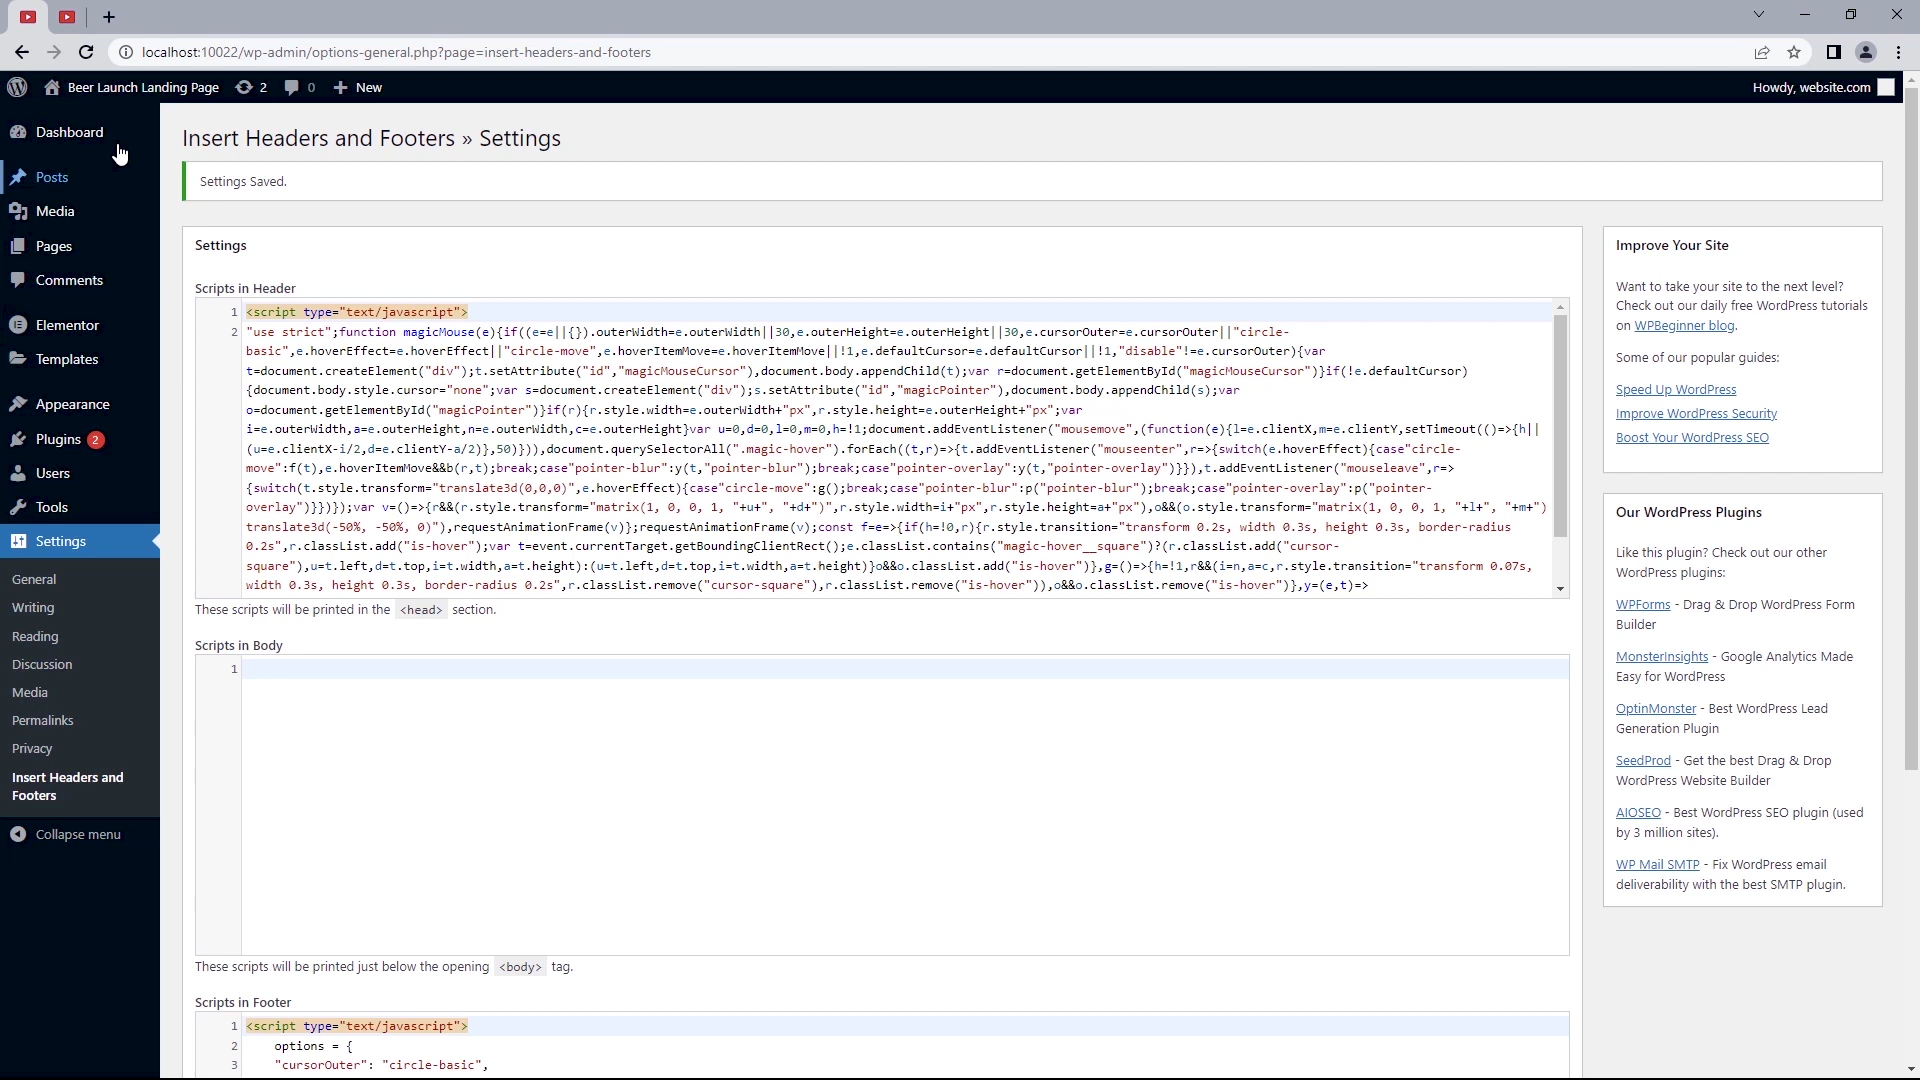 localhost:10022/wp-admin/options-general.php?page=insert-headers-and-footers
Beer Launch Landing Page 2 0 New
Howdy, website.com
Dashboard
Posts
Media
Pages
Comments
Elementor
Templates
Appearance
Plugins 2
Users
Tools
Settings
General
Writing
Reading
Discussion
Media
Permalinks
Privacy
Insert Headers and
Footers
Collapse menu
Insert Headers and Footers » Settings
Settings Saved.
Settings
Scripts in Header
1 <script type="text/javascript">
2 "use strict";function magicMouse(e){if((e=e||{}).outerWidth=e.outerWidth||30,e.outerHeight=e.outerHeight||30,e.cursorOuter=e.cursorOuter||"circle-
basic",e.hoverEffect=e.hoverEffect||"circle-move",e.hoverItemMove=e.hoverItemMove||!1,e.defaultCursor=e.defaultCursor||!1,"disable"!=e.cursorOuter){var
t=document.createElement("div");t.setAttribute("id","magicMouseCursor"),document.body.appendChild(t);var r=document.getElementById("magicMouseCursor")}if(!e.defaultCursor)
{document.body.style.cursor="none";var s=document.createElement("div");s.setAttribute("id","magicPointer"),document.body.appendChild(s);var
o=document.getElementById("magicPointer")}if(r){r.style.width=e.outerWidth+"px",r.style.height=e.outerHeight+"px";var
i=e.outerWidth,a=e.outerHeight,n=e.outerWidth,c=e.outerHeight}var u=0,d=0,l=0,m=0,h=!1;document.addEventListener("mousemove",(function(e){l=e.clientX,m=e.clientY,setTimeout(()=>{h||
(u=e.clientX-i/2,d=e.clientY-a/2)},50)})),document.querySelectorAll(".magic-hover").forEach((t,r)=>{t.addEventListener("mouseenter",r=>{switch(e.hoverEffect){case"circle-
move":f(t),e.hoverItemMove&&b(r,t);break;case"pointer-blur":y(t,"pointer-blur");break;case"pointer-overlay":y(t,"pointer-overlay")}}),t.addEventListener("mouseleave",r=>
{switch(t.style.transform="translate3d(0,0,0)",e.hoverEffect){case"circle-move":g();break;case"pointer-blur":p("pointer-blur");break;case"pointer-overlay":p("pointer-
overlay")}})});var v=()=>{r&&(r.style.transform="matrix(1, 0, 0, 1, "+u+", "+d+")",r.style.width=i+"px",r.style.height=a+"px"),o&&(o.style.transform="matrix(1, 0, 0, 1, "+l+", "+m+")
translate3d(-50%, -50%, 0)"),requestAnimationFrame(v)};requestAnimationFrame(v);const f=e=>{if(h=!0,r){r.style.transition="transform 0.2s, width 0.3s, height 0.3s, border-radius
0.2s",r.classList.add("is-hover");var t=event.currentTarget.getBoundingClientRect();e.classList.contains("magic-hover__square")?(r.classList.add("cursor-
square"),u=t.left,d=t.top,i=t.width,a=t.height):(u=t.left,d=t.top,i=t.width,a=t.height)}o&&o.classList.add("is-hover")},g=()=>{h=!1,r&&(i=n,a=c,r.style.transition="transform 0.07s,
width 0.3s, height 0.3s, border-radius 0.2s",r.classList.remove("cursor-square"),r.classList.remove("is-hover")),o&&o.classList.remove("is-hover")},y=(e,t)=>
These scripts will be printed in the <head> section.
Scripts in Body
1
These scripts will be printed just below the opening <body> tag.
Scripts in Footer
1 <script type="text/javascript">
2 options = {
3 "cursorOuter": "circle-basic",
Improve Your Site
Want to take your site to the next level?
Check out our daily free WordPress tutorials
on WPBeginner blog.
Some of our popular guides:
Speed Up WordPress
Improve WordPress Security
Boost Your WordPress SEO
Our WordPress Plugins
Like this plugin? Check out our other
WordPress plugins:
WPForms - Drag & Drop WordPress Form
Builder
MonsterInsights - Google Analytics Made
Easy for WordPress
OptinMonster - Best WordPress Lead
Generation Plugin
SeedProd - Get the best Drag & Drop
WordPress Website Builder
AIOSEO - Best WordPress SEO plugin (used
by 3 million sites).
WP Mail SMTP - Fix WordPress email
deliverability with the best SMTP plugin.